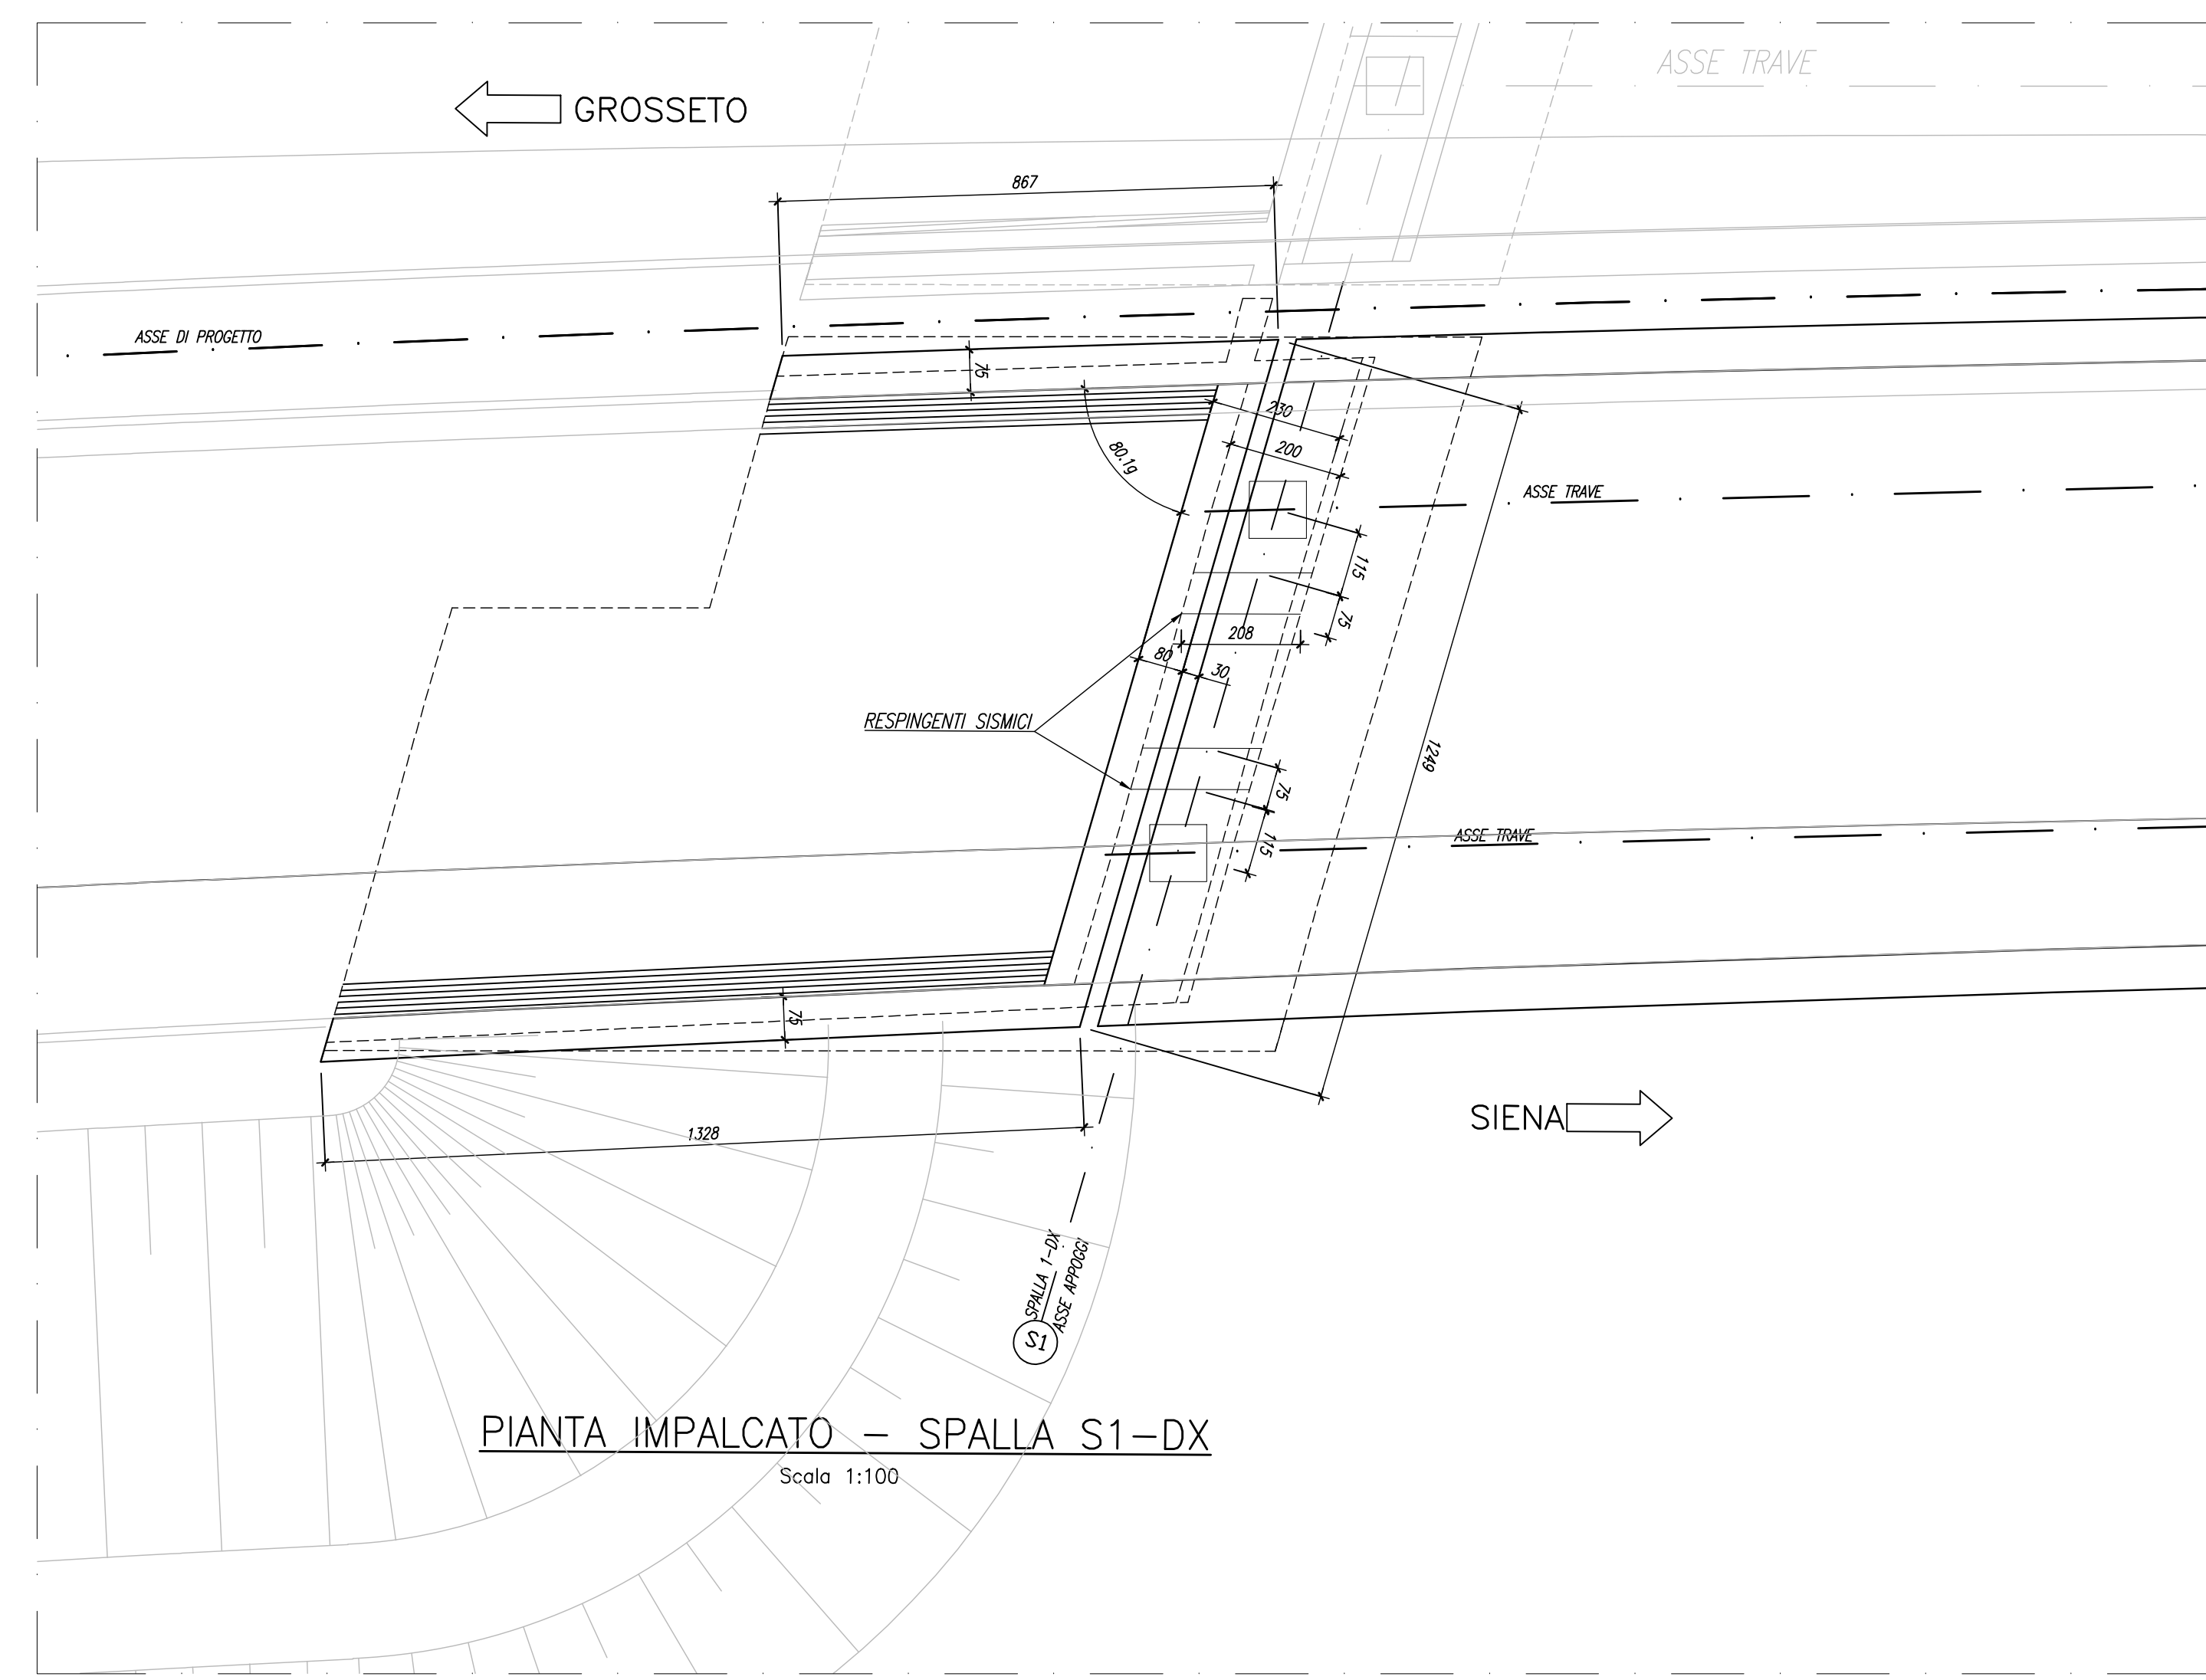 ASSE TRAVE
GROSSETO
867
ASSE DI PROGETTO
75
230
200
80.19
ASSE TRAVE
115
75
208
80
30
RESPINGENTI SISMICI
1249
75
115
ASSE TRAVE
75
SIENA
1328
SPALLA 1-DX
ASSE APPOGGI
S1
PIANTA IMPALCATO - SPALLA S1-DX
Scala 1:100